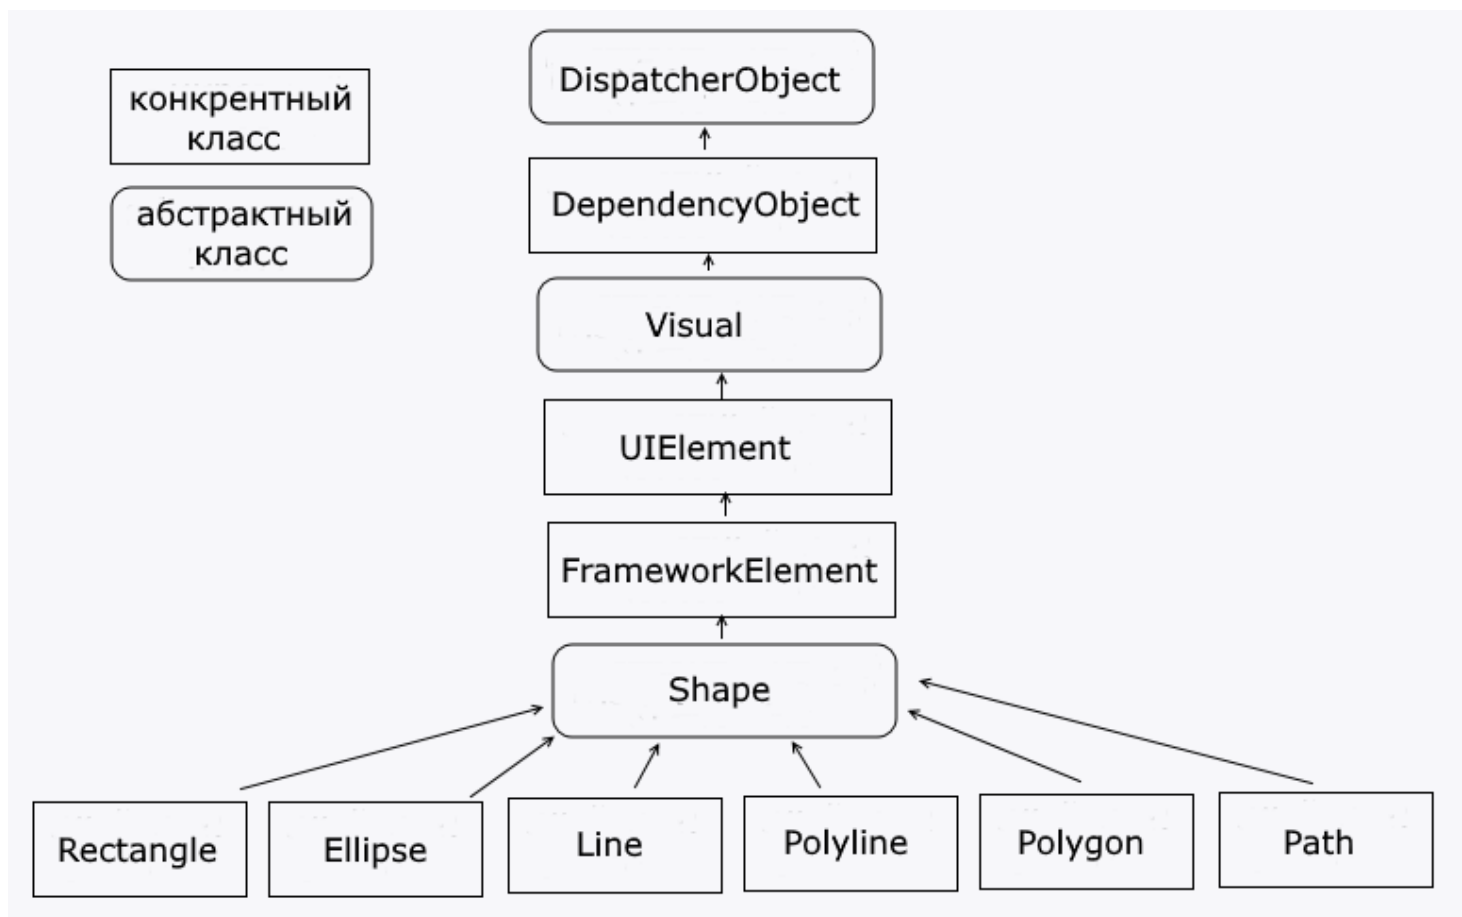 DispatcherObject
конкрентный
класс
DependencyObject
абстрактный
класс
Visual
UIElement
FrameworkElement
Shape
Rectangle
Ellipse
Line
Polyline
Polygon
Path